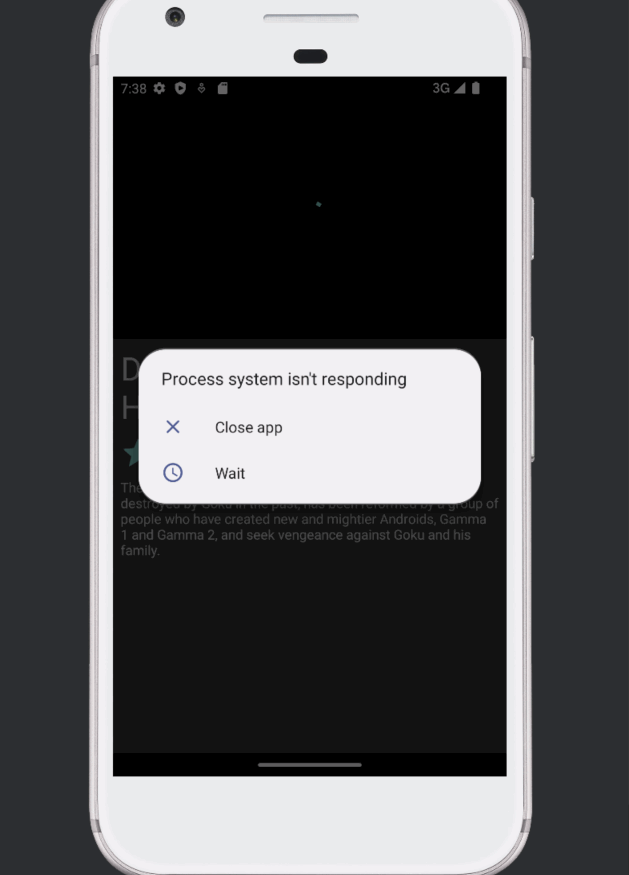 7:38 3G
D
Process system isn't responding
H
Close app
Wait
The
destroyed by Goku in the past, has been reformed by a group of
people who have created new and mightier Androids, Gamma
1 and Gamma 2, and seek vengeance against Goku and his
family.